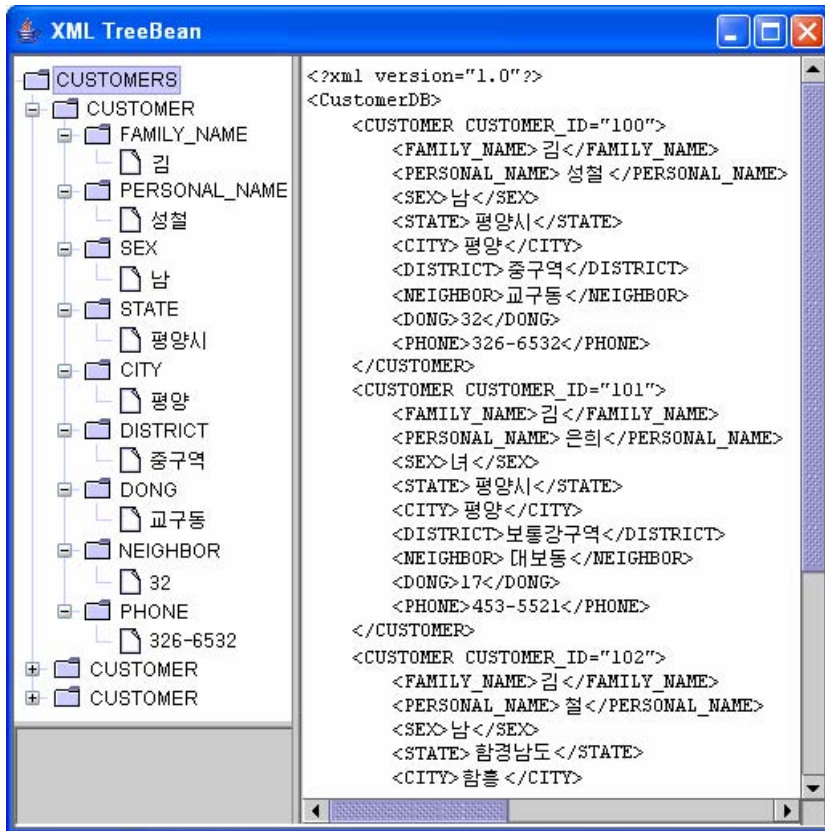 XML TreeBean
CUSTOMERS
CUSTOMER
FAMILY_NAME
김
PERSONAL_NAME
성철
SEX
남
STATE
평양시
CITY
평양
DISTRICT
중구역
DONG
교구동
NEIGHBOR
32
PHONE
326-6532
CUSTOMER
CUSTOMER
<?xml version="1.0"?>
<CustomerDB>
<CUSTOMER CUSTOMER_ID="100">
<FAMILY_NAME>김</FAMILY_NAME>
<PERSONAL_NAME>성철</PERSONAL_NAME>
<SEX>남</SEX>
<STATE>평양시</STATE>
<CITY>평양</CITY>
<DISTRICT>중구역</DISTRICT>
<NEIGHBOR>교구동</NEIGHBOR>
<DONG>32</DONG>
<PHONE>326-6532</PHONE>
</CUSTOMER>
<CUSTOMER CUSTOMER_ID="101">
<FAMILY_NAME>김</FAMILY_NAME>
<PERSONAL_NAME>은희</PERSONAL_NAME>
<SEX>녀</SEX>
<STATE>평양시</STATE>
<CITY>평양</CITY>
<DISTRICT>보통강구역</DISTRICT>
<NEIGHBOR>대보동</NEIGHBOR>
<DONG>17</DONG>
<PHONE>453-5521</PHONE>
</CUSTOMER>
<CUSTOMER CUSTOMER_ID="102">
<FAMILY_NAME>김</FAMILY_NAME>
<PERSONAL_NAME>철</PERSONAL_NAME>
<SEX>남</SEX>
<STATE>함경남도</STATE>
<CITY>함흥</CITY>